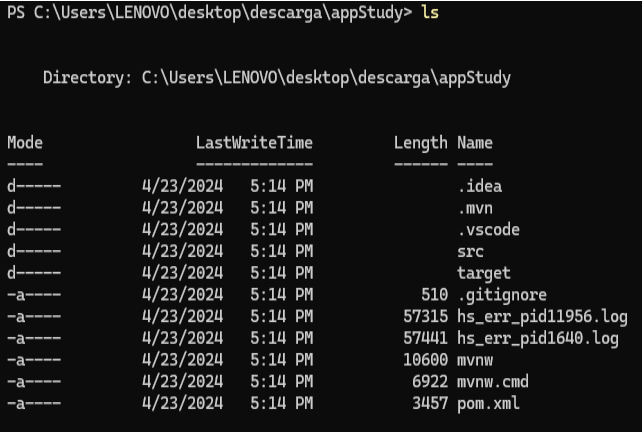 PS C:\Users\LENOVO\desktop\descarga\appStudy> ls
Directory: C:\Users\LENOVO\desktop\descarga\appStudy
Mode LastWriteTime Length Name
---- ------------- ------ ----
d----- 4/23/2024 5:14 PM .idea
d----- 4/23/2024 5:14 PM .mvn
d----- 4/23/2024 5:14 PM .vscode
d----- 4/23/2024 5:14 PM src
d----- 4/23/2024 5:14 PM target
-a---- 4/23/2024 5:14 PM 510 .gitignore
-a---- 4/23/2024 5:14 PM 57315 hs_err_pid11956.log
-a---- 4/23/2024 5:14 PM 57441 hs_err_pid1640.log
-a---- 4/23/2024 5:14 PM 10600 mvnw
-a---- 4/23/2024 5:14 PM 6922 mvnw.cmd
-a---- 4/23/2024 5:14 PM 3457 pom.xml